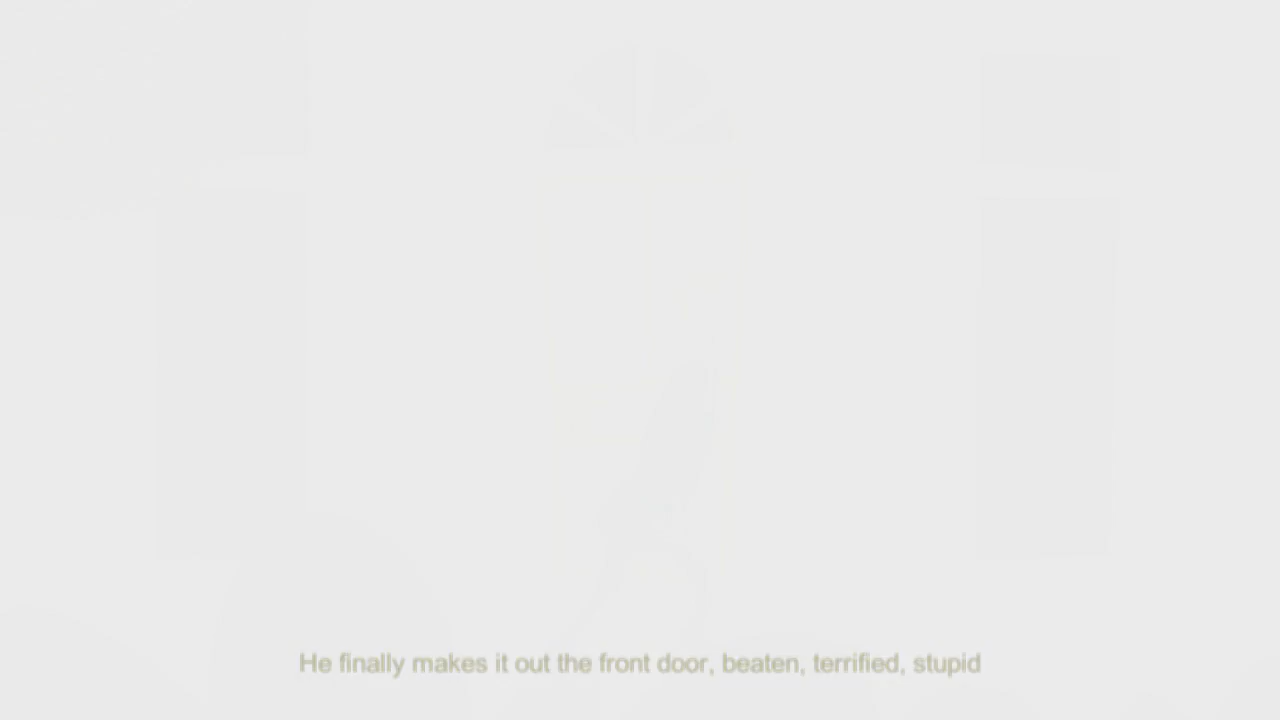 He finally makes it out the front door, beaten, terrified, stupid